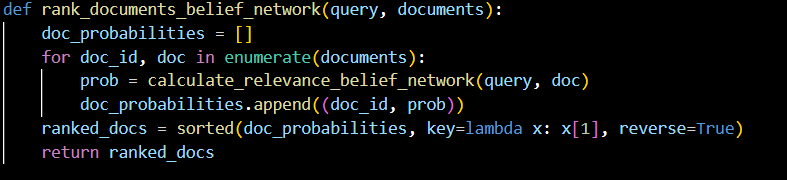 def rank_documents_belief_network(query, documents):
    doc_probabilities = []
    for doc_id, doc in enumerate(documents):
        prob = calculate_relevance_belief_network(query, doc)
        doc_probabilities.append((doc_id, prob))
    ranked_docs = sorted(doc_probabilities, key=lambda x: x[1], reverse=True)
    return ranked_docs